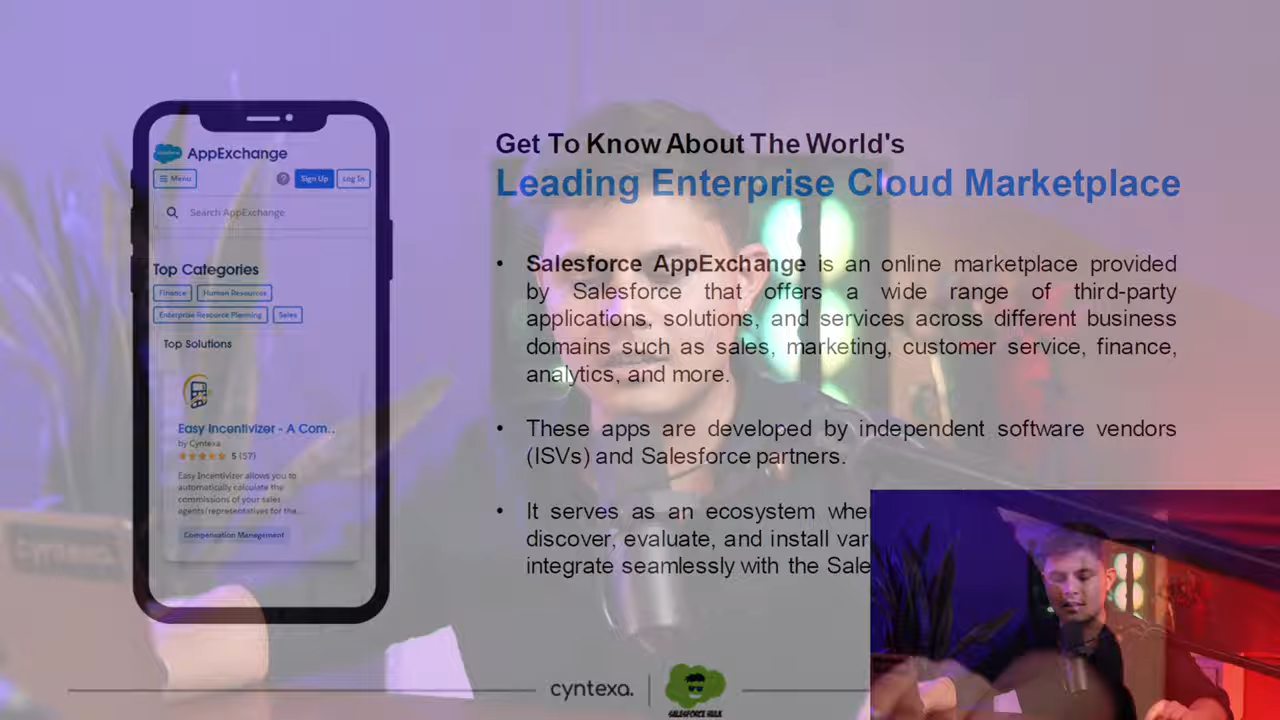 AppExchange
Menu
?
Sign Up
Log In
Search AppExchange
Top Categories
Finance
Human Resources
Enterprise Resource Planning
Sales
Top Solutions
Easy Incentivizer - A Com..
by Cyntexa
5 (57)
Easy Incentivizer allows you to
automatically calculate the
commissions of your sales
agents/representatives for the...
Compensation Management
Get To Know About The World's
Leading Enterprise Cloud Marketplace
• Salesforce AppExchange is an online marketplace provided
by Salesforce that offers a wide range of third-party
applications, solutions, and services across different business
domains such as sales, marketing, customer service, finance,
analytics, and more.
• These apps are developed by independent software vendors
(ISVs) and Salesforce partners.
• It serves as an ecosystem wher
discover, evaluate, and install var
integrate seamlessly with the Sale
cyntexa.
cyntexa.
SALESFORCE HULK